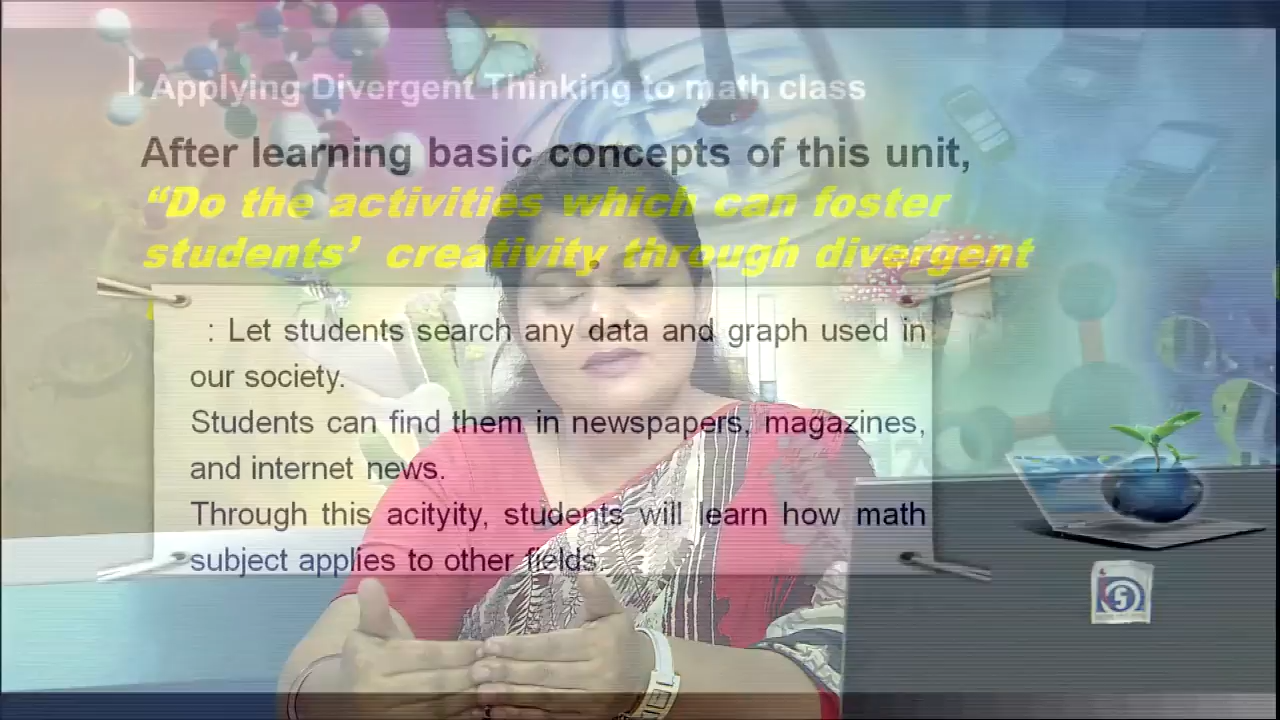 Applying Divergent Thinking to math class
After learning basic concepts of this unit,
“Do the activities which can foster
students’ creativity through divergent
: Let students search any data and graph used in
our society.
Students can find them in newspapers, magazines,
and internet news.
Through this acityity, students will learn how math
subject applies to other fields.
5